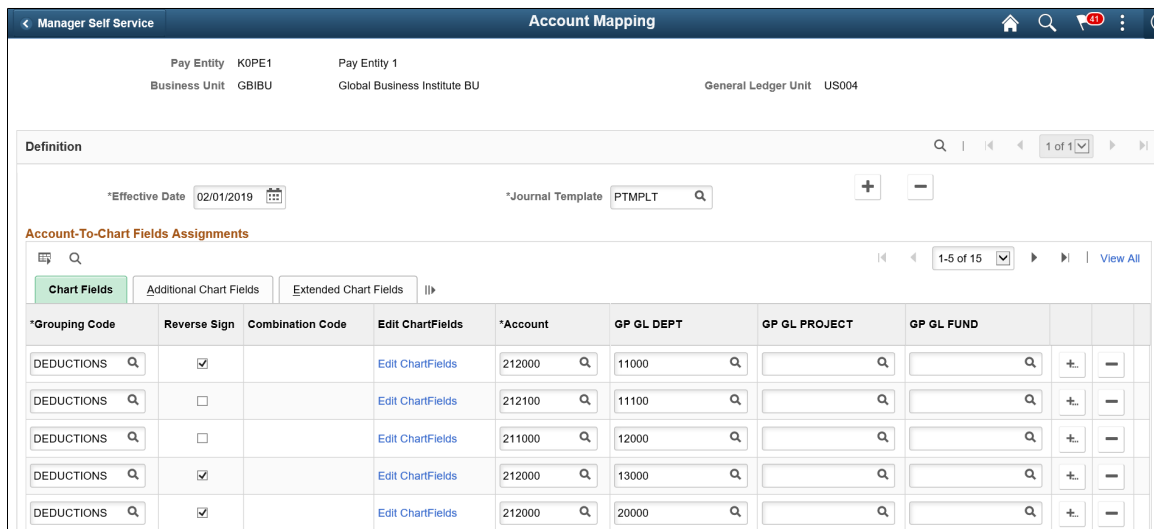 Manager Self Service Account Mapping 41
Pay Entity K0PE1 Pay Entity 1
Business Unit GBIBU Global Business Institute BU General Ledger Unit US004
Definition 1 of 1
*Effective Date 02/01/2019 *Journal Template PTMPLT
Account-To-Chart Fields Assignments
1-5 of 15 View All
Chart Fields Additional Chart Fields Extended Chart Fields
*Grouping Code Reverse Sign Combination Code Edit ChartFields *Account GP GL DEPT GP GL PROJECT GP GL FUND
DEDUCTIONS Edit ChartFields 212000 11000
DEDUCTIONS Edit ChartFields 212100 11100
DEDUCTIONS Edit ChartFields 211000 12000
DEDUCTIONS Edit ChartFields 212000 13000
DEDUCTIONS Edit ChartFields 212000 20000